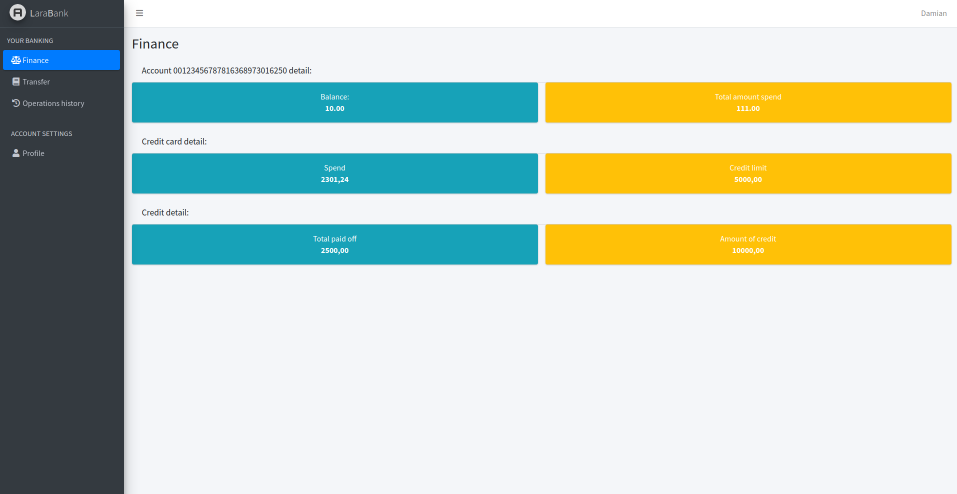 LaraBank
Damian
YOUR BANKING
Finance
Transfer
Operations history
ACCOUNT SETTINGS
Profile
Finance
Account 00123456787816368973016250 detail:
Balance:
10.00
Total amount spend
111.00
Credit card detail:
Spend
2301,24
Credit limit
5000,00
Credit detail:
Total paid off
2500,00
Amount of credit
10000,00